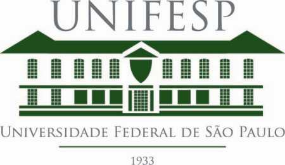 UNIFESP
UNIVERSIDADE FEDERAL DE SÃO PAULO
1933